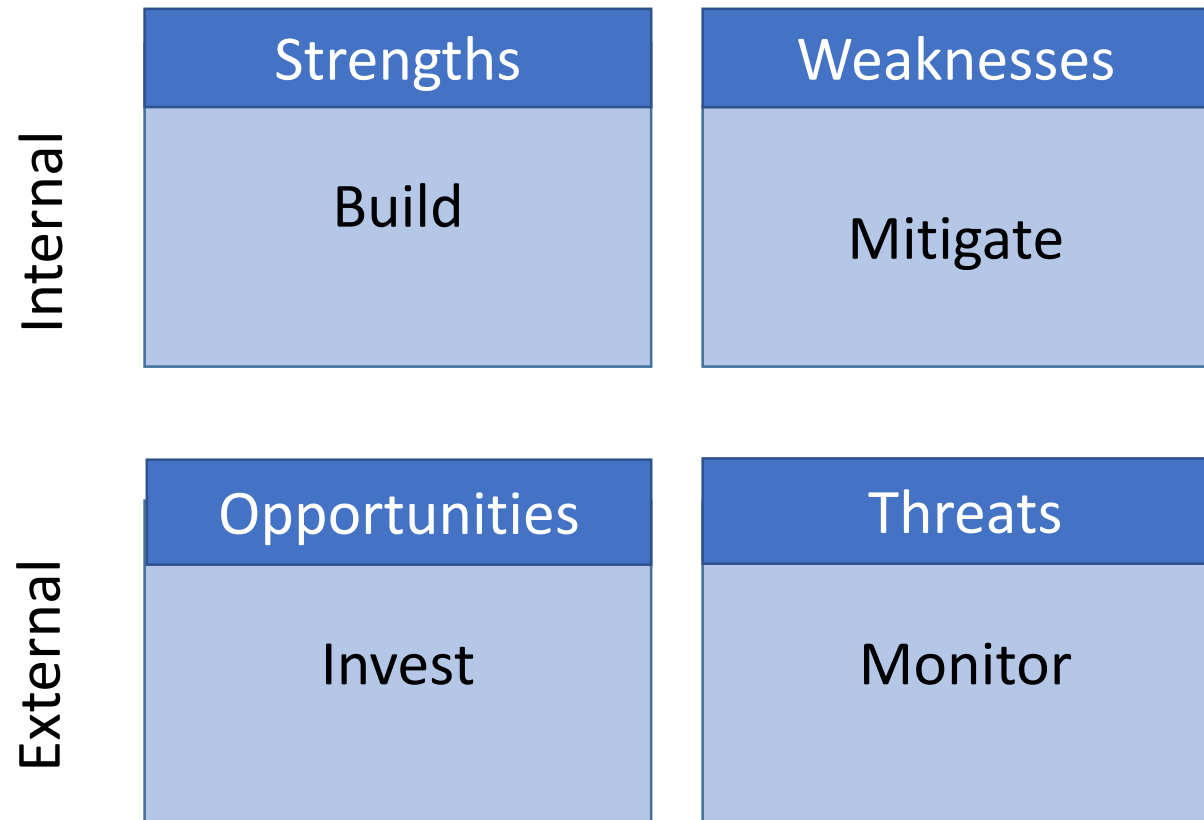 Strengths
Weaknesses
Internal
Build
Mitigate
Opportunities
Threats
External
Invest
Monitor